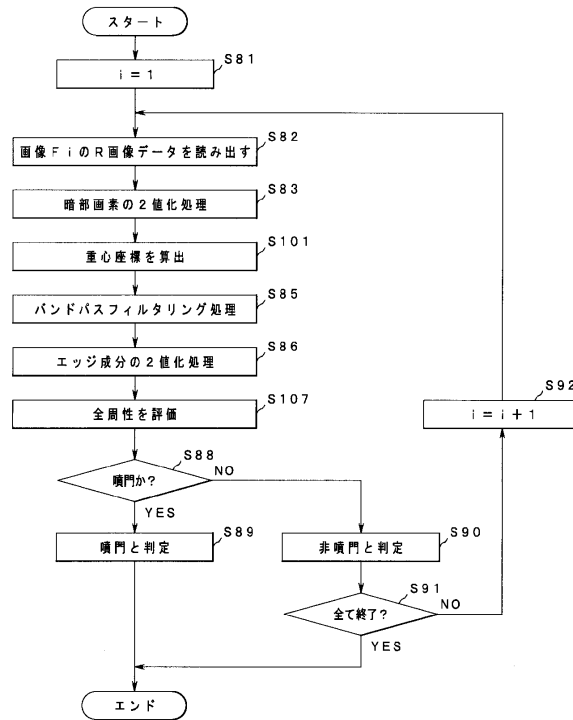 スタート
S81
i=1
S82
画像FiのR画像データを読み出す
S83
暗部画素の2値化処理
S101
重心座標を算出
S85
バンドパスフィルタリング処理
S86
エッジ成分の2値化処理
S92
i=i+1
S107
全周性を評価
S88
噴門か?
NO
YES
S89
噴門と判定
S90
非噴門と判定
S91
全て終了?
NO
YES
エンド